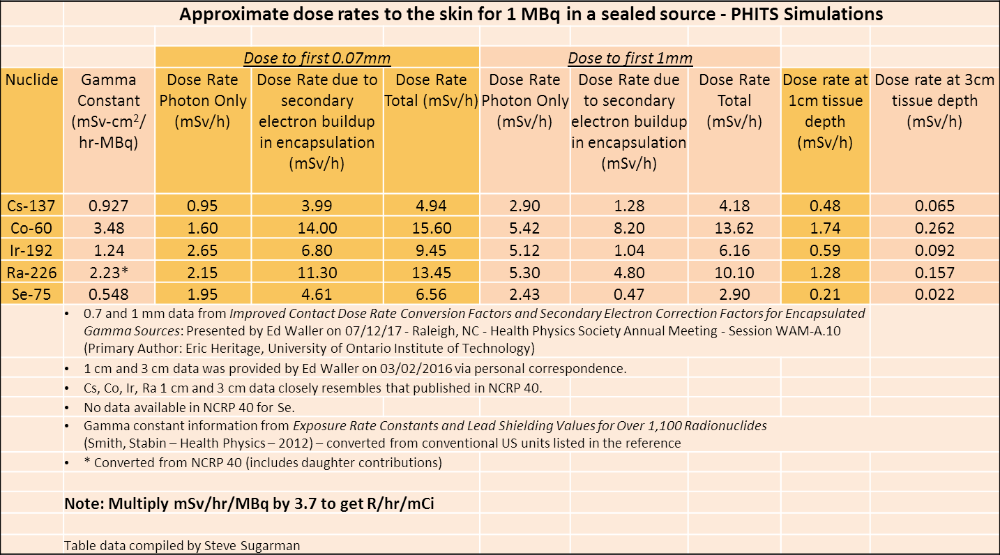 Approximate dose rates to the skin for 1 MBq in a sealed source - PHITS Simulations
Dose to first 0.07mm Dose to first 1mm
Nuclide Gamma Constant (mSv-cm²/ hr-MBq) Dose Rate Photon Only (mSv/h) Dose Rate due to secondary electron buildup in encapsulation (mSv/h) Dose Rate Total (mSv/h) Dose Rate Photon Only (mSv/h) Dose Rate due to secondary electron buildup in encapsulation (mSv/h) Dose Rate Total (mSv/h) Dose rate at 1cm tissue depth (mSv/h) Dose rate at 3cm tissue depth (mSv/h)
Cs-137 0.927 0.95 3.99 4.94 2.90 1.28 4.18 0.48 0.065
Co-60 3.48 1.60 14.00 15.60 5.42 8.20 13.62 1.74 0.262
Ir-192 1.24 2.65 6.80 9.45 5.12 1.04 6.16 0.59 0.092
Ra-226 2.23* 2.15 11.30 13.45 5.30 4.80 10.10 1.28 0.157
Se-75 0.548 1.95 4.61 6.56 2.43 0.47 2.90 0.21 0.022
• 0.7 and 1 mm data from Improved Contact Dose Rate Conversion Factors and Secondary Electron Correction Factors for Encapsulated
Gamma Sources: Presented by Ed Waller on 07/12/17 - Raleigh, NC - Health Physics Society Annual Meeting - Session WAM-A.10
(Primary Author: Eric Heritage, University of Ontario Institute of Technology)
• 1 cm and 3 cm data was provided by Ed Waller on 03/02/2016 via personal correspondence.
• Cs, Co, Ir, Ra 1 cm and 3 cm data closely resembles that published in NCRP 40.
• No data available in NCRP 40 for Se.
• Gamma constant information from Exposure Rate Constants and Lead Shielding Values for Over 1,100 Radionuclides
(Smith, Stabin – Health Physics – 2012) – converted from conventional US units listed in the reference
• * Converted from NCRP 40 (includes daughter contributions)
Note: Multiply mSv/hr/MBq by 3.7 to get R/hr/mCi
Table data compiled by Steve Sugarman